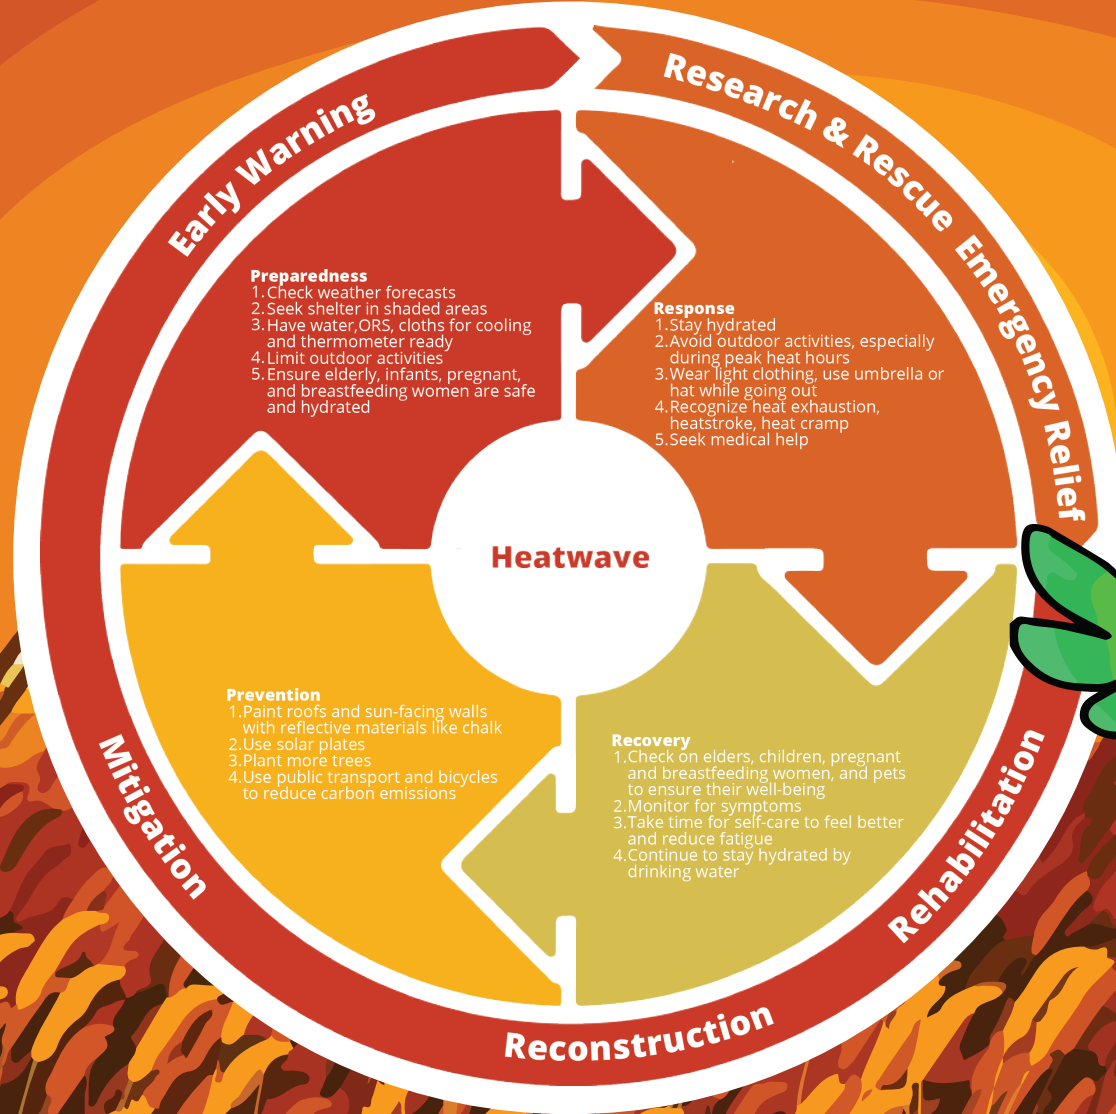 Early Warning
Research & Rescue
Emergency Relief
Preparedness
1.Check weather forecasts
2.Seek shelter in shaded areas
3.Have water,ORS, cloths for cooling
and thermometer ready
4.Limit outdoor activities
5.Ensure elderly, infants, pregnant,
and breastfeeding women are safe
and hydrated
Response
1.Stay hydrated
2.Avoid outdoor activities, especially
during peak heat hours
3.Wear light clothing, use umbrella or
hat while going out
4.Recognize heat exhaustion,
heatstroke, heat cramp
5.Seek medical help
Heatwave
Prevention
1.Paint roofs and sun-facing walls
with reflective materials like chalk
2.Use solar plates
3.Plant more trees
4.Use public transport and bicycles
to reduce carbon emissions
Recovery
1.Check on elders, children, pregnant
and breastfeeding women, and pets
to ensure their well-being
2.Monitor for symptoms
3.Take time for self-care to feel better
and reduce fatigue
4.Continue to stay hydrated by
drinking water
Mitigation
Rehabilitation
Reconstruction